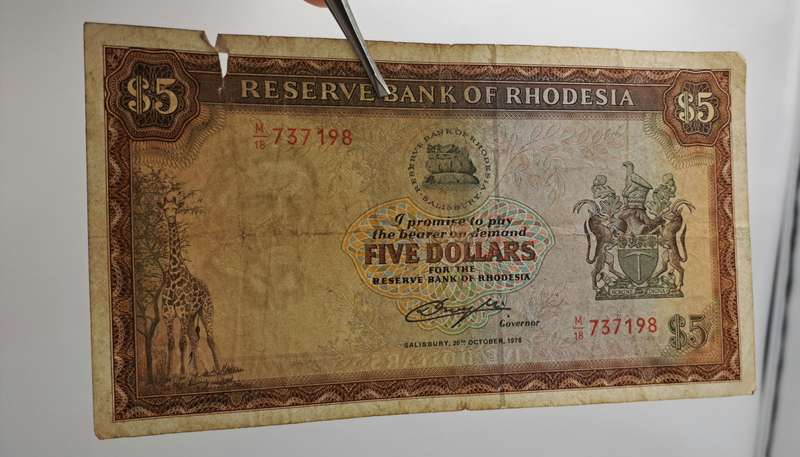 $5
RESERVE BANK OF RHODESIA
$5
M/18 737198
RESERVE BANK OF RHODESIA
SALISBURY
I promise to pay
the bearer on demand
FIVE DOLLARS
FOR THE
RESERVE BANK OF RHODESIA
Governor
M/18 737198
$5
SALISBURY, 20TH OCTOBER, 1978